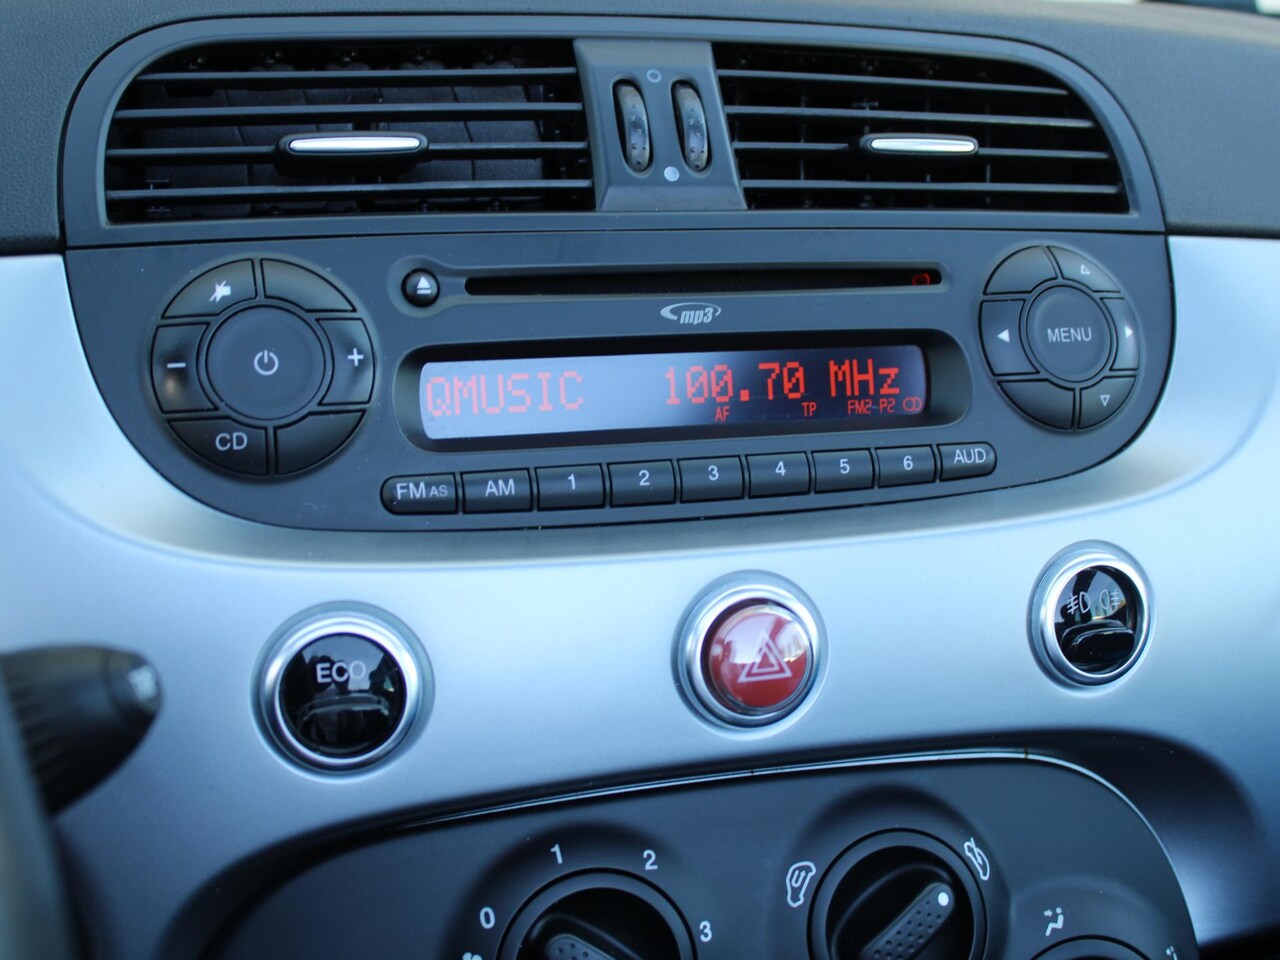 mp3
MENU
QMUSIC 100.70 MHz
AF TP FM2-P2
CD
FM AS AM 1 2 3 4 5 6 AUD
ECO
1 2
0 3